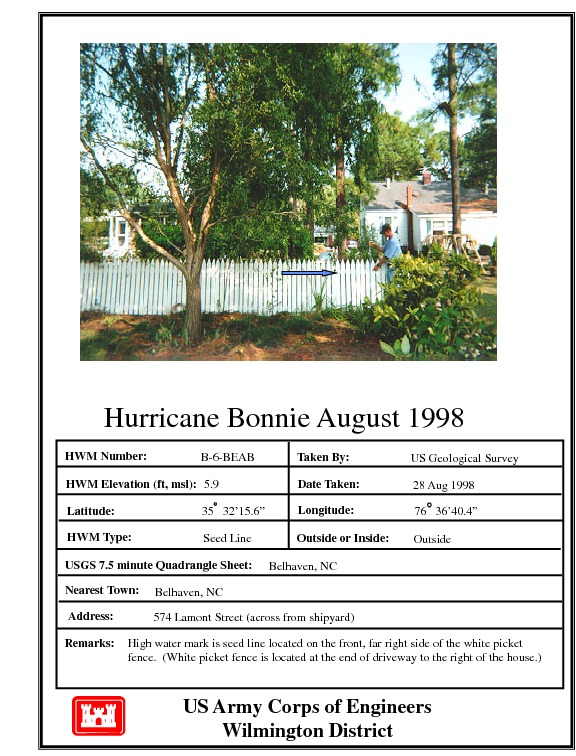 Hurricane Bonnie August 1998
HWM Number: B-6-BEAB Taken By: US Geological Survey
HWM Elevation (ft, msl): 5.9 Date Taken: 28 Aug 1998
Latitude: 35° 32’15.6” Longitude: 76° 36’40.4”
HWM Type: Seed Line Outside or Inside: Outside
USGS 7.5 minute Quadrangle Sheet: Belhaven, NC
Nearest Town: Belhaven, NC
Address: 574 Lamont Street (across from shipyard)
Remarks: High water mark is seed line located on the front, far right side of the white picket
fence. (White picket fence is located at the end of driveway to the right of the house.)
US Army Corps of Engineers
Wilmington District